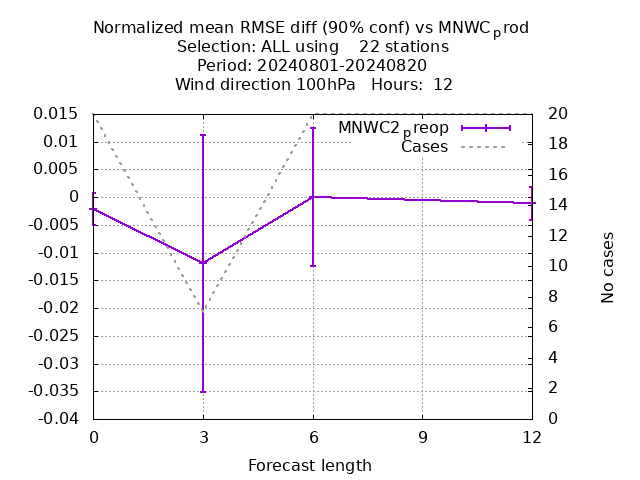 Normalized mean RMSE diff (90% conf) vs MNWCprod
Selection: ALL using    22 stations
Period: 20240801-20240820
Wind direction 100hPa   Hours:  12
MNWC2preop
Cases
0.015
0.01
0.005
0
-0.005
-0.01
-0.015
-0.02
-0.025
-0.03
-0.035
-0.04
20
18
16
14
12
10
8
6
4
2
0
No cases
0 3 6 9 12
Forecast length